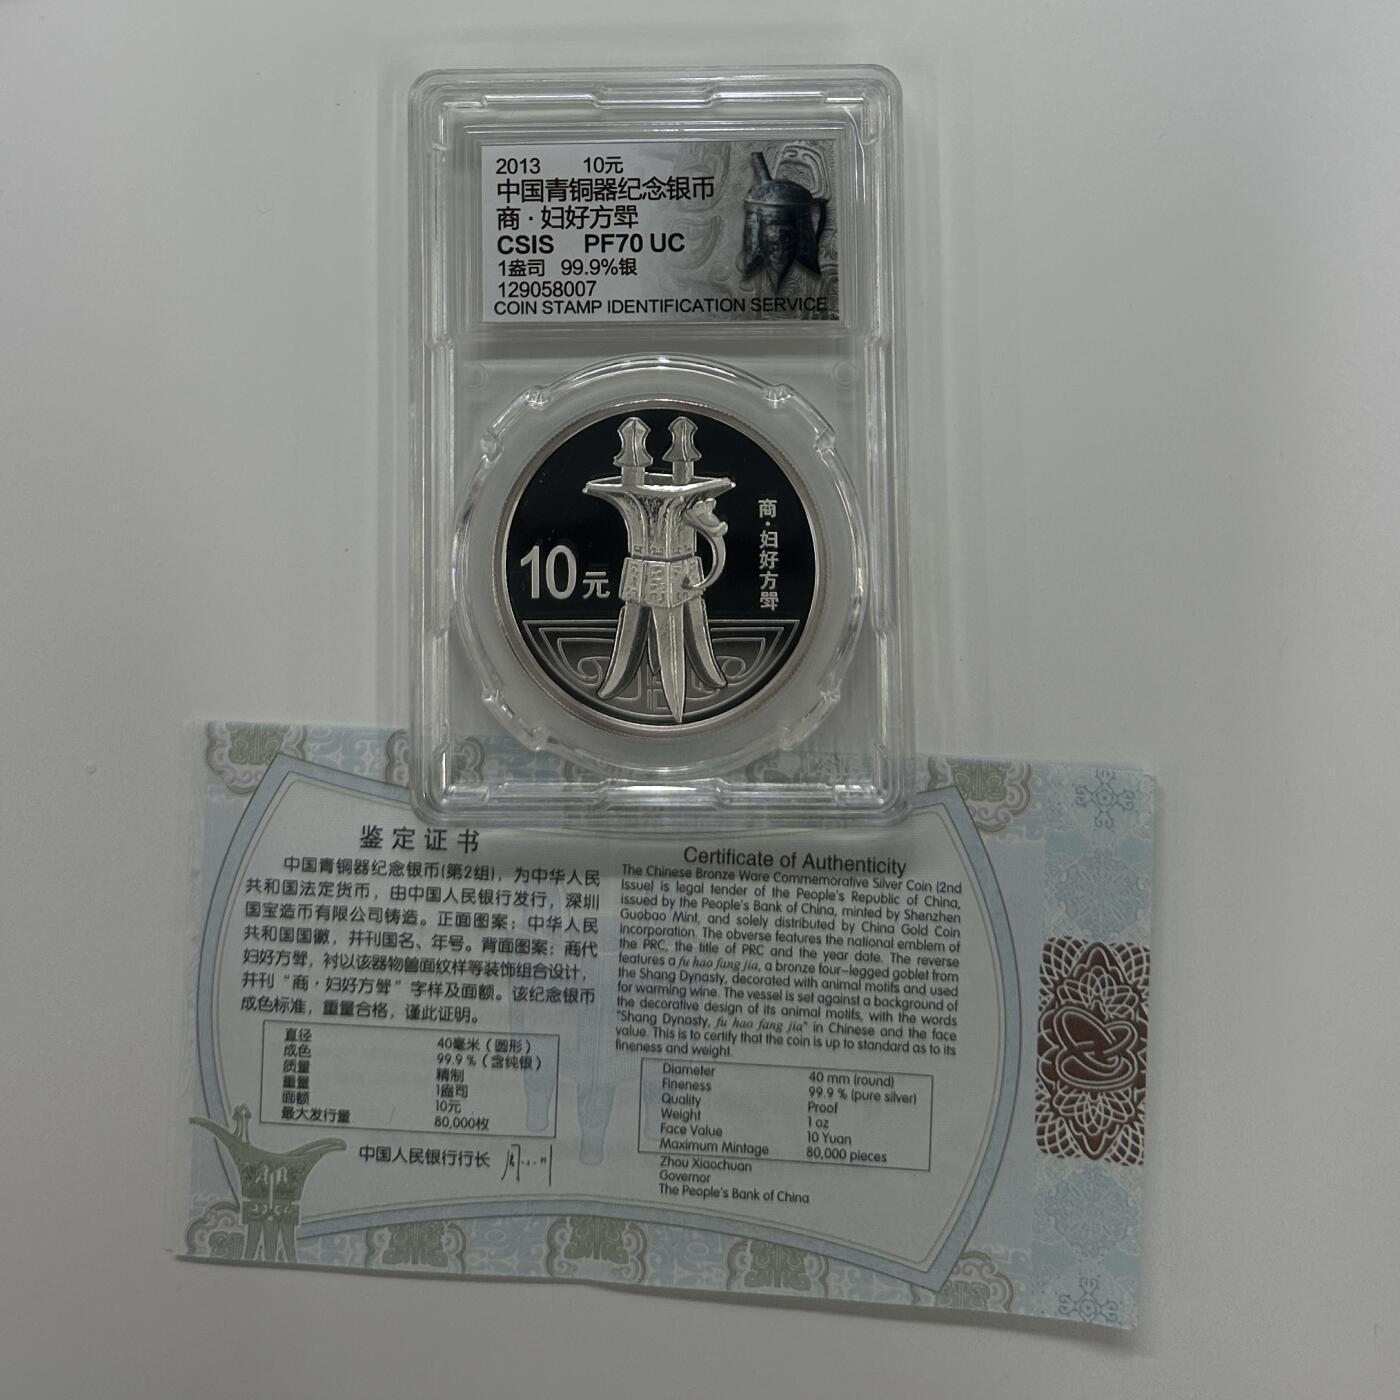 2013 10元
中国青铜器纪念银币
商·妇好方斝
CSIS PF70 UC
1盎司 99.9%银
129058007
COIN STAMP IDENTIFICATION SERVICE
10元
商·妇好方斝
鉴定证书
中国青铜器纪念银币(第2组)，为中华人民
共和国法定货币，由中国人民银行发行，深圳
国宝造币有限公司铸造。正面图案：中华人民
共和国国徽，并刊国名、年号。背面图案：商代
妇好方斝，衬以该器物兽面纹样等装饰组合设计，
并刊“商·妇好方斝”字样及面额。该纪念银币
成色标准，重量合格，谨此证明。
直径 40毫米（圆形）
成色 99.9％（含纯银）
质量 精制
重量 1盎司
面额 10元
最大发行量 80,000枚
中国人民银行行长
Certificate of Authenticity
The Chinese Bronze Ware Commemorative Silver Coin (2nd
Issue) is legal tender of the People's Republic of China,
issued by the People's Bank of China, minted by Shenzhen
Guobao Mint, and solely distributed by China Gold Coin
Incorporation. The obverse features the national emblem of
the PRC, the title of PRC and the year date. The reverse
features a fu hao fang jia, a bronze four-legged goblet from
the Shang Dynasty, decorated with animal motifs and used
for warming wine. The vessel is set against a background of
the decorative design of its animal motifs, with the words
"Shang Dynasty, fu hao fang jia" in Chinese and the face
value. This is to certify that the coin is up to standard as to its
fineness and weight.
Diameter 40 mm (round)
Fineness 99.9 % (pure silver)
Quality Proof
Weight 1 oz
Face Value 10 Yuan
Maximum Mintage 80,000 pieces
Zhou Xiaochuan
Governor
The People's Bank of China